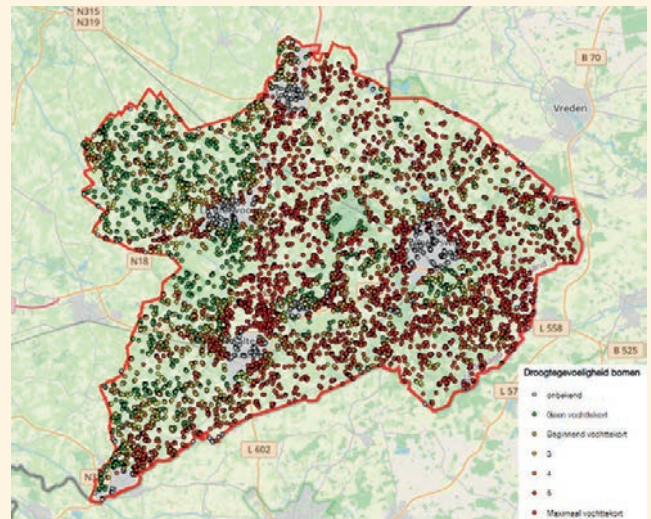 N315
N319
B 70
Vreden
N18
L 558
B 525
L 57
L 602
Droogtegevoeligheid bomen
onbekend
Geen vochttekort
Beginnend vochttekort
3
4
5
Maximaal vochttekort